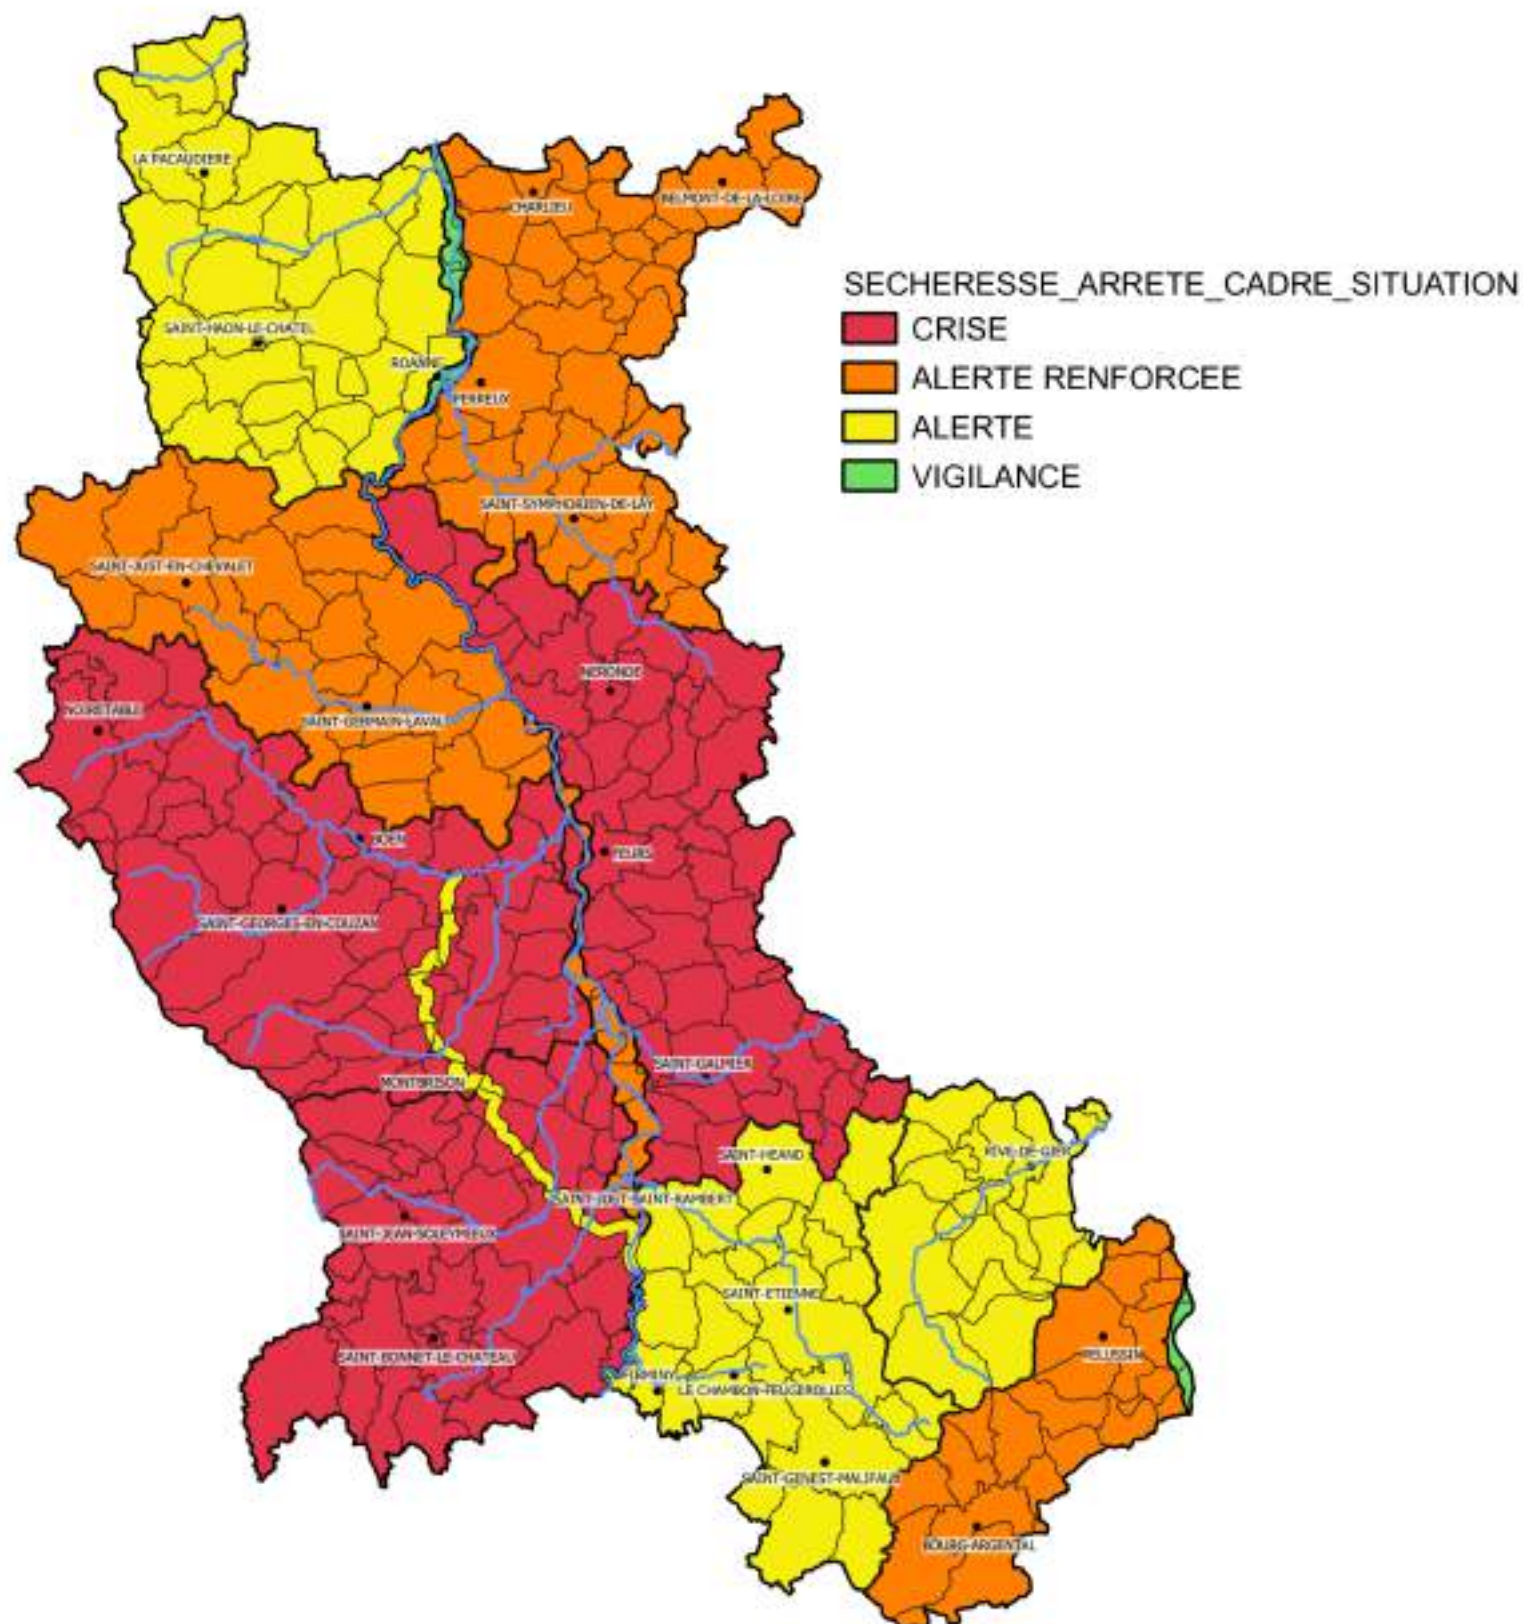 LA PACAUDIERE
CHARLIEU
BELMONT-DE-LA-LOIRE
SECHERESSE_ARRETE_CADRE_SITUATION
CRISE
ALERTE RENFORCEE
ALERTE
VIGILANCE
SAINT-HAON-LE-CHATEL
ROANNE
PERREUX
SAINT-SYMPHORIEN-DE-LAY
SAINT-JUST-EN-CHEVALET
NERONDE
NOIRETABLE
SAINT-GERMAIN-LAVAL
BOEN
FEURS
SAINT-GEORGES-EN-COUZAN
SAINT-GALMIER
MONTBRISON
SAINT-HEAND
RIVE-DE-GIER
SAINT-JUST-SAINT-RAMBERT
SAINT-JEAN-SOLEYMIEUX
SAINT-ETIENNE
SAINT-BONNET-LE-CHATEAU
PELUSSIN
FIRMINY
LE CHAMBON-FEUGEROLLES
SAINT-GENEST-MALIFAUX
BOURG-ARGENTAL